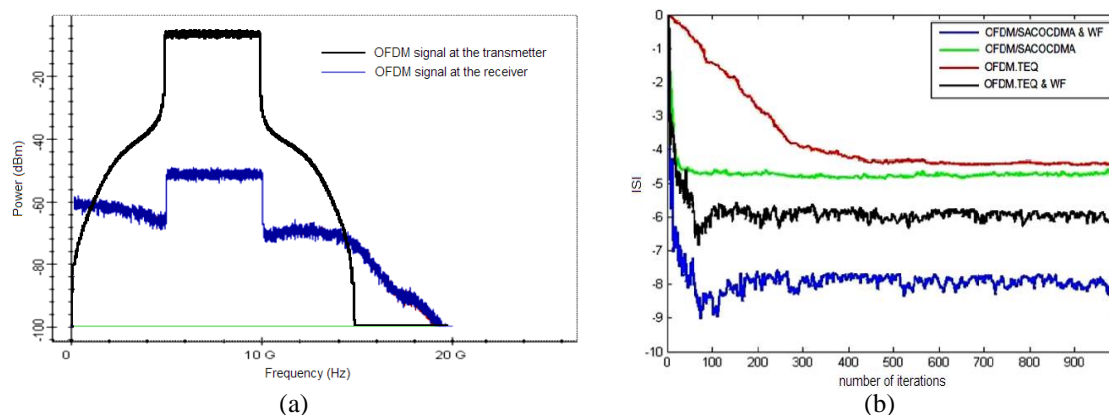 OFDM signal at the transmetter
OFDM signal at the receiver
Power (dBm)
-20
-40
-60
-80
-100
0
10 G
20 G
Frequency (Hz)
(a)
OFDM/SACOCDMA & WF
OFDM/SACOCDMA
OFDM.TEQ
OFDM.TEQ & WF
ISI
0
-1
-2
-3
-4
-5
-6
-7
-8
-9
-10
0
100
200
300
400
500
600
700
800
900
number of iterations
(b)